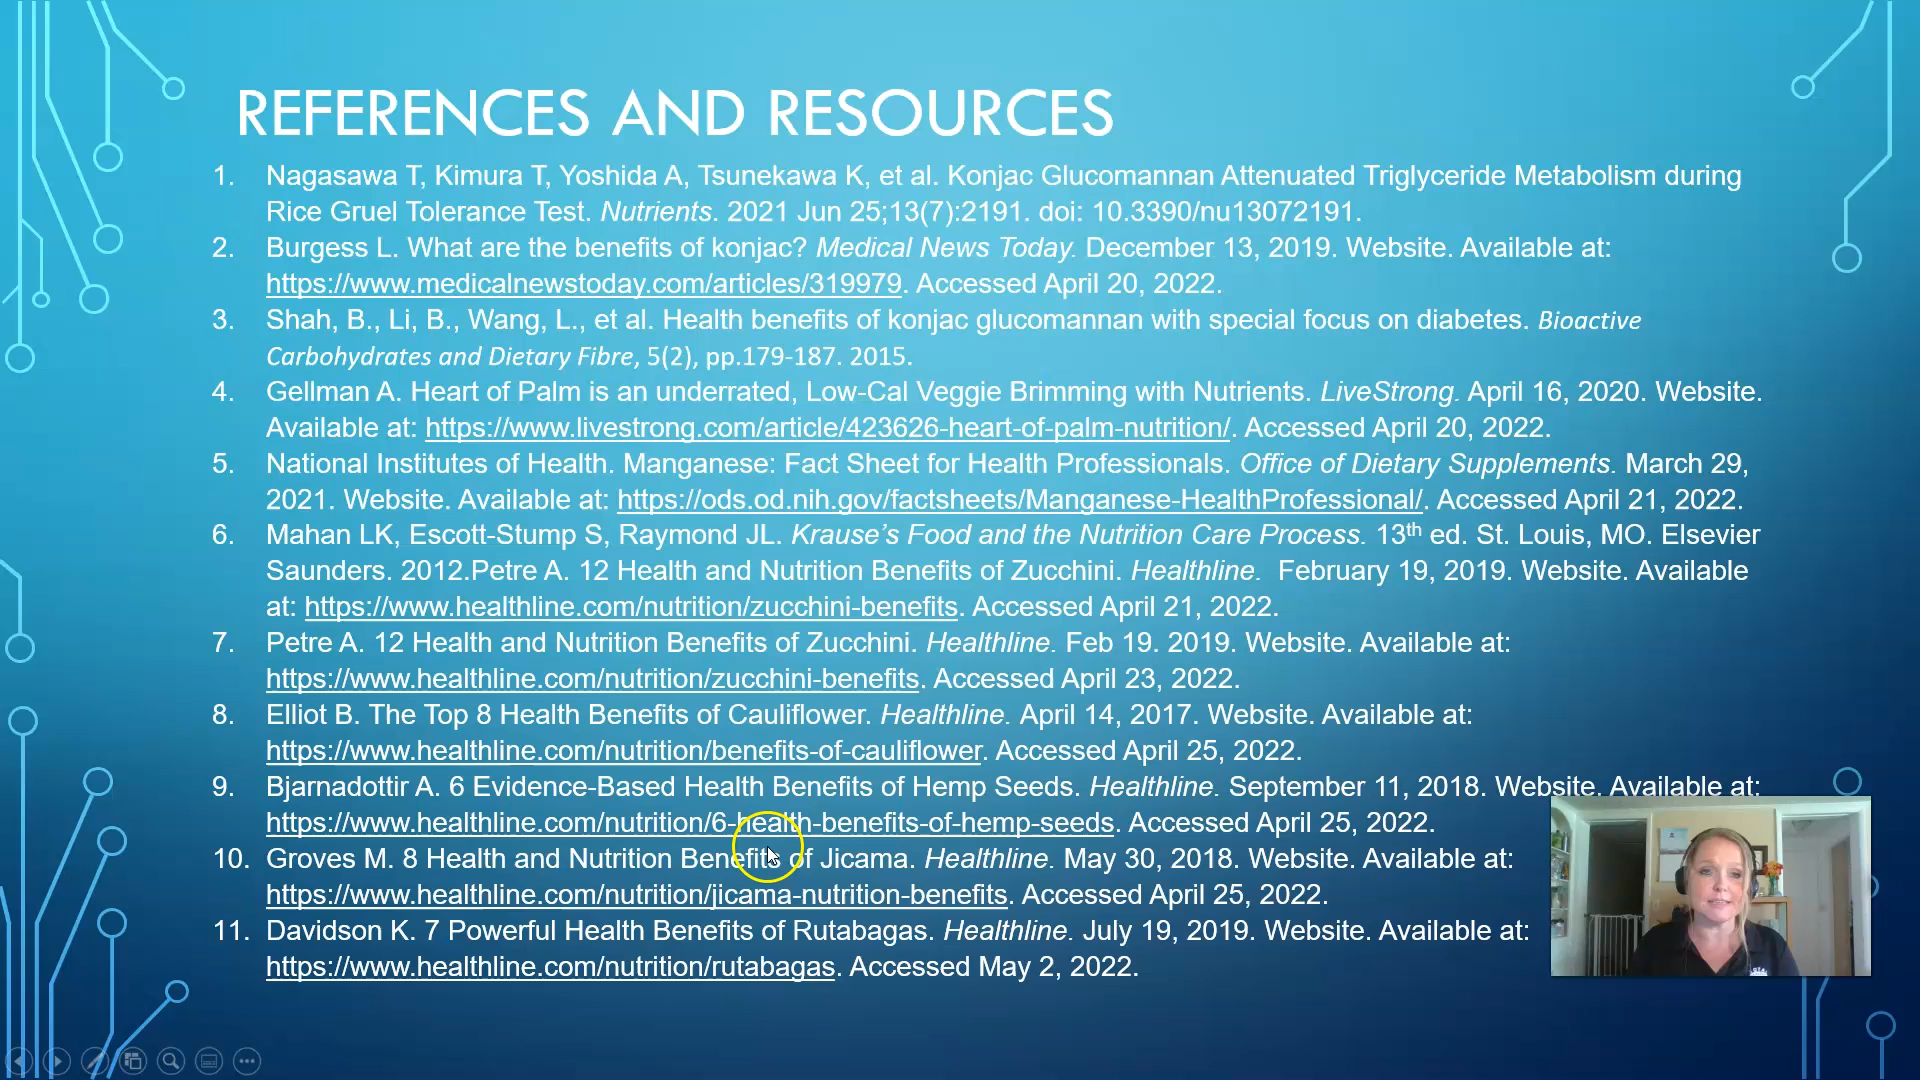 REFERENCES AND RESOURCES
1. Nagasawa T, Kimura T, Yoshida A, Tsunekawa K, et al. Konjac Glucomannan Attenuated Triglyceride Metabolism during
Rice Gruel Tolerance Test. Nutrients. 2021 Jun 25;13(7):2191. doi: 10.3390/nu13072191.
2. Burgess L. What are the benefits of konjac? Medical News Today. December 13, 2019. Website. Available at:
https://www.medicalnewstoday.com/articles/319979. Accessed April 20, 2022.
3. Shah, B., Li, B., Wang, L., et al. Health benefits of konjac glucomannan with special focus on diabetes. Bioactive
Carbohydrates and Dietary Fibre, 5(2), pp.179-187. 2015.
4. Gellman A. Heart of Palm is an underrated, Low-Cal Veggie Brimming with Nutrients. LiveStrong. April 16, 2020. Website.
Available at: https://www.livestrong.com/article/423626-heart-of-palm-nutrition/. Accessed April 20, 2022.
5. National Institutes of Health. Manganese: Fact Sheet for Health Professionals. Office of Dietary Supplements. March 29,
2021. Website. Available at: https://ods.od.nih.gov/factsheets/Manganese-HealthProfessional/. Accessed April 21, 2022.
6. Mahan LK, Escott-Stump S, Raymond JL. Krause’s Food and the Nutrition Care Process. 13th ed. St. Louis, MO. Elsevier
Saunders. 2012.Petre A. 12 Health and Nutrition Benefits of Zucchini. Healthline. February 19, 2019. Website. Available
at: https://www.healthline.com/nutrition/zucchini-benefits. Accessed April 21, 2022.
7. Petre A. 12 Health and Nutrition Benefits of Zucchini. Healthline. Feb 19. 2019. Website. Available at:
https://www.healthline.com/nutrition/zucchini-benefits. Accessed April 23, 2022.
8. Elliot B. The Top 8 Health Benefits of Cauliflower. Healthline. April 14, 2017. Website. Available at:
https://www.healthline.com/nutrition/benefits-of-cauliflower. Accessed April 25, 2022.
9. Bjarnadottir A. 6 Evidence-Based Health Benefits of Hemp Seeds. Healthline. September 11, 2018. Website. Available at:
https://www.healthline.com/nutrition/6-health-benefits-of-hemp-seeds. Accessed April 25, 2022.
10. Groves M. 8 Health and Nutrition Benefits of Jicama. Healthline. May 30, 2018. Website. Available at:
https://www.healthline.com/nutrition/jicama-nutrition-benefits. Accessed April 25, 2022.
11. Davidson K. 7 Powerful Health Benefits of Rutabagas. Healthline. July 19, 2019. Website. Available at:
https://www.healthline.com/nutrition/rutabagas. Accessed May 2, 2022.